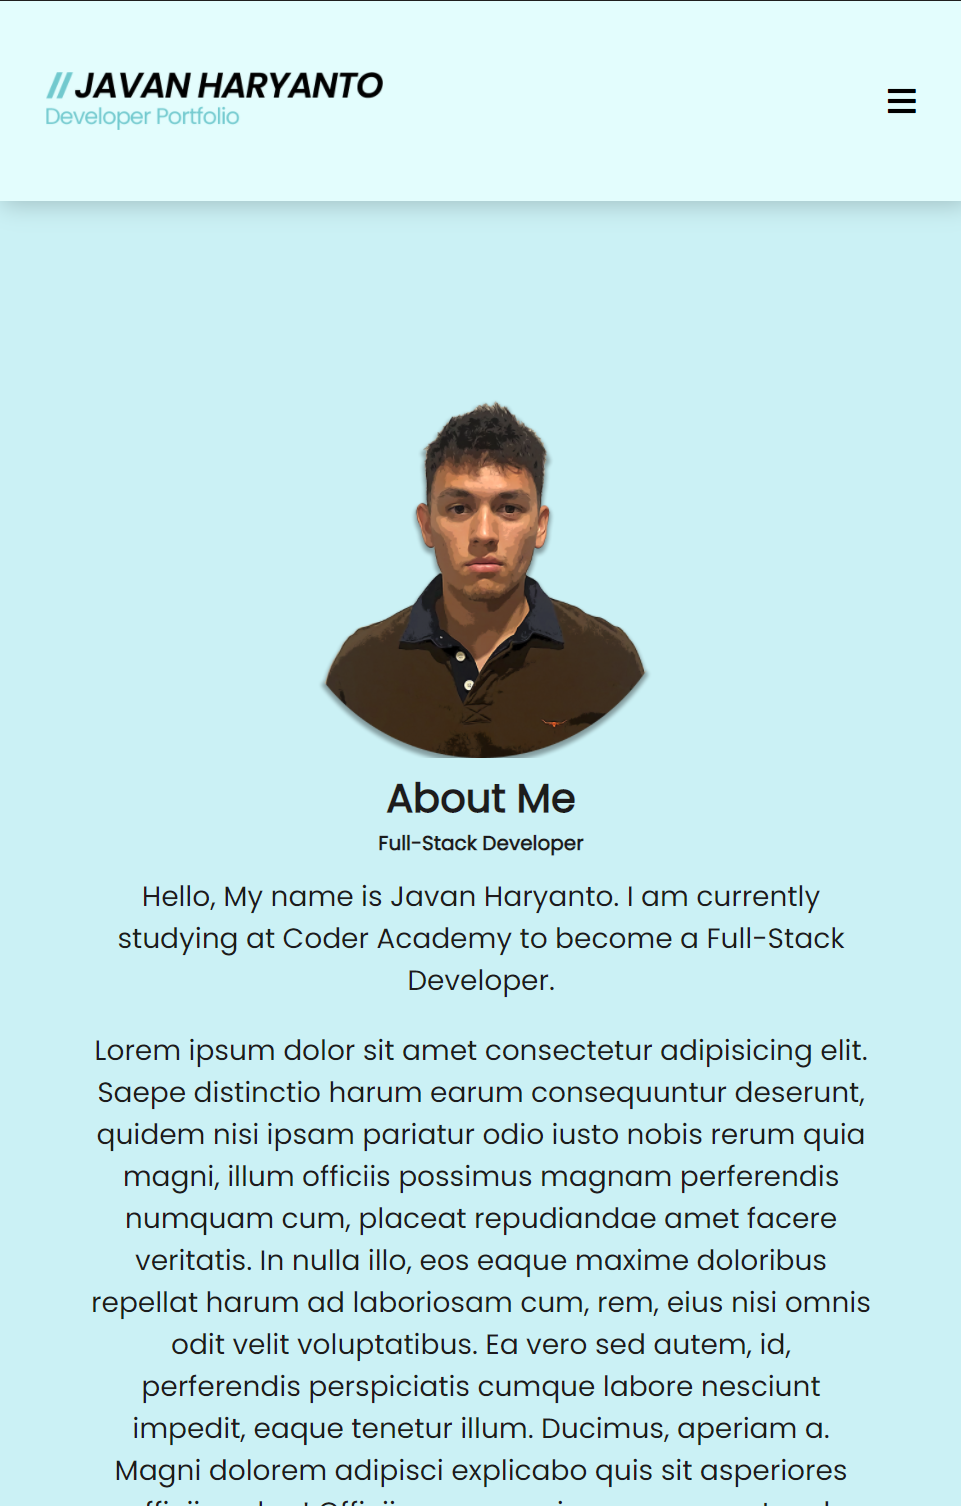 //JAVAN HARYANTO
Developer Portfolio
About Me
Full-Stack Developer
Hello, My name is Javan Haryanto. I am currently
studying at Coder Academy to become a Full-Stack
Developer.
Lorem ipsum dolor sit amet consectetur adipisicing elit.
Saepe distinctio harum earum consequuntur deserunt,
quidem nisi ipsam pariatur odio iusto nobis rerum quia
magni, illum officiis possimus magnam perferendis
numquam cum, placeat repudiandae amet facere
veritatis. In nulla illo, eos eaque maxime doloribus
repellat harum ad laboriosam cum, rem, eius nisi omnis
odit velit voluptatibus. Ea vero sed autem, id,
perferendis perspiciatis cumque labore nesciunt
impedit, eaque tenetur illum. Ducimus, aperiam a.
Magni dolorem adipisci explicabo quis sit asperiores